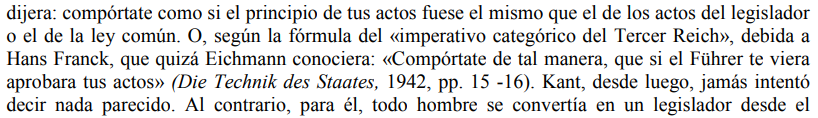 dijera: compórtate como si el principio de tus actos fuese el mismo que el de los actos del legislador
o el de la ley común. O, según la fórmula del «imperativo categórico del Tercer Reich», debida a
Hans Franck, que quizá Eichmann conociera: «Compórtate de tal manera, que si el Führer te viera
aprobara tus actos» (Die Technik des Staates, 1942, pp. 15 -16). Kant, desde luego, jamás intentó
decir nada parecido. Al contrario, para él, todo hombre se convertía en un legislador desde el